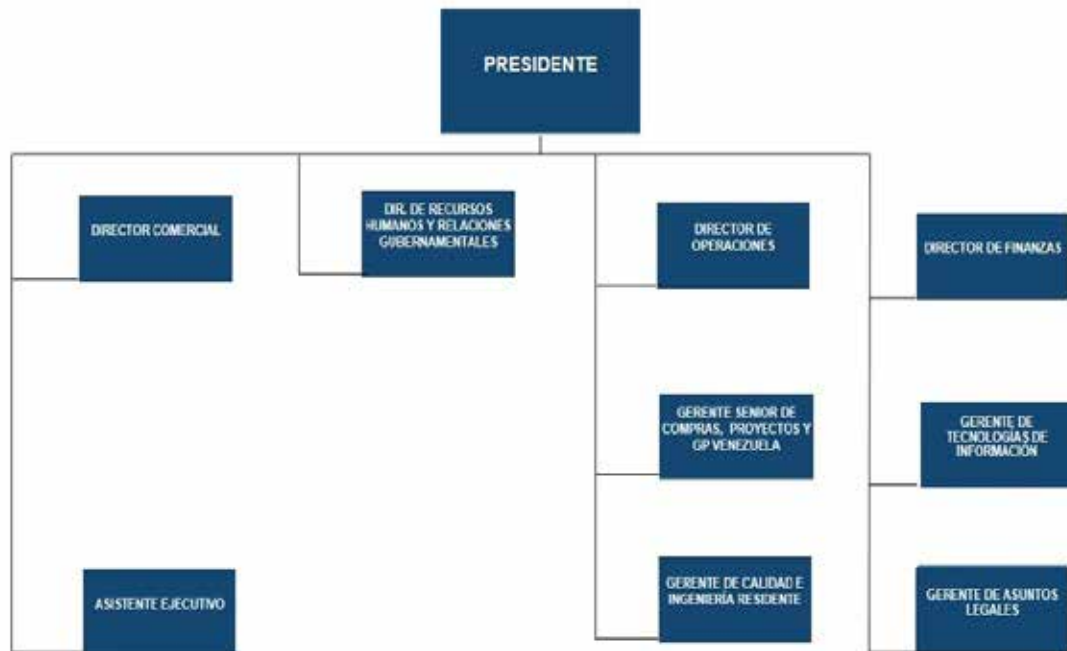 PRESIDENTE
DIRECTOR COMERCIAL
DIR. DE RECURSOS
HUMANOS Y RELACIONES
GUBERNAMENTALES
DIRECTOR DE
OPERACIONES
DIRECTOR DE FINANZAS
GERENTE SENIOR DE
COMPRAS, PROYECTOS Y
GP VENEZUELA
GERENTE DE
TECNOLOGIAS DE
INFORMACIÓN
ASISTENTE EJECUTIVO
GERENTE DE CALIDAD E
INGENIERÍA RESIDENTE
GERENTE DE ASUNTOS
LEGALES